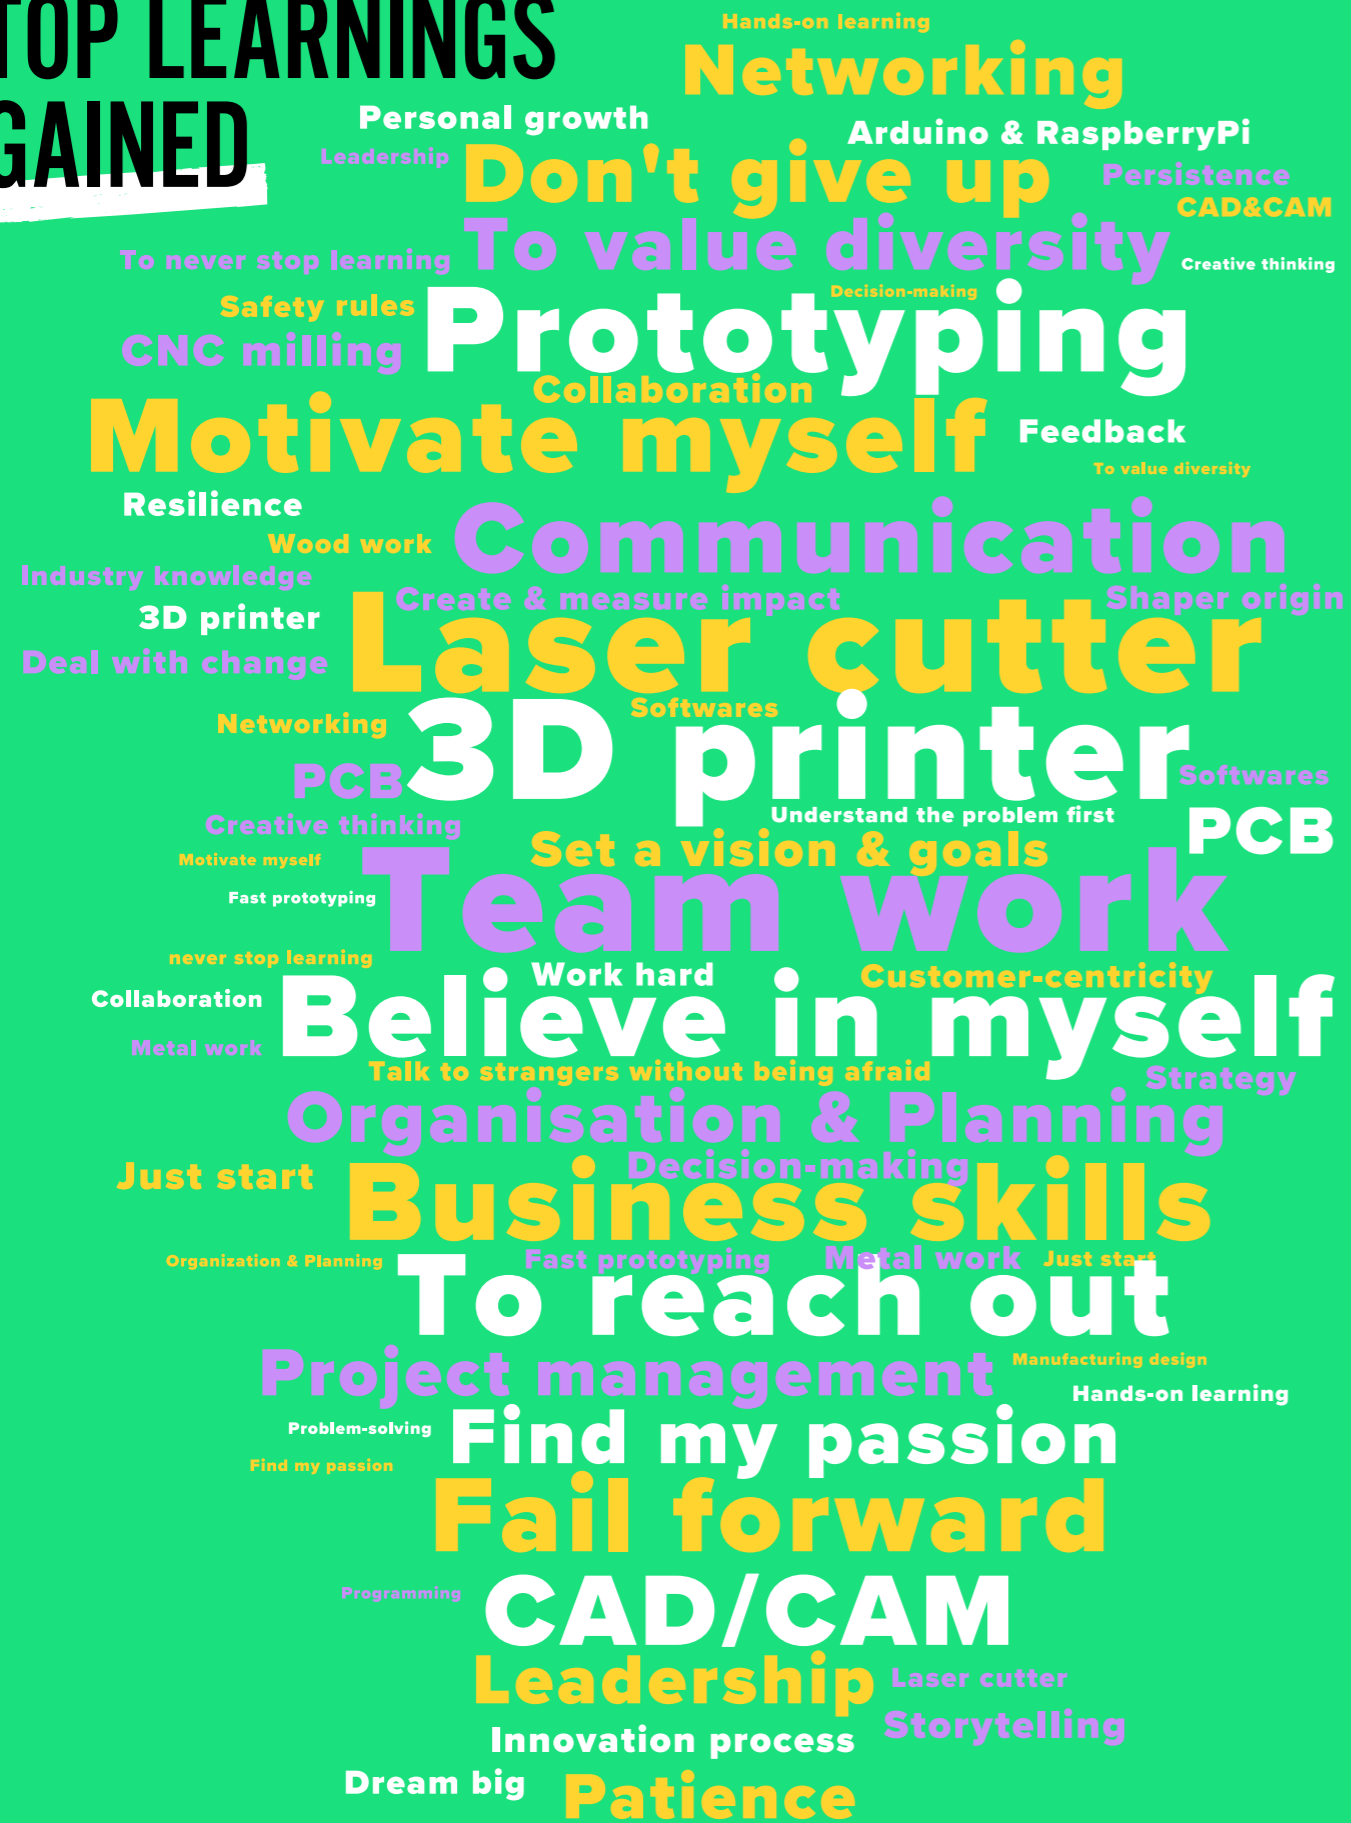 TOP LEARNINGS
GAINED
Hands-on learning
Networking
Personal growth
Arduino & RaspberryPi
Leadership
Don't give up
Persistence
CAD&CAM
To never stop learning
To value diversity
Creative thinking
Decision-making
Safety rules
CNC milling
Prototyping
Collaboration
Motivate myself
Feedback
To value diversity
Resilience
Wood work
Communication
Industry knowledge
Create & measure impact
Shaper origin
3D printer
Laser cutter
Deal with change
Softwares
Networking
3D printer
PCB
Softwares
Understand the problem first
Creative thinking
PCB
Set a vision & goals
Motivate myself
Team work
Fast prototyping
never stop learning
Work hard
Customer-centricity
Collaboration
Believe in myself
Metal work
Talk to strangers without being afraid
Strategy
Organisation & Planning
Decision-making
Just start
Business skills
Organization & Planning
Fast prototyping
Metal work
Just start
To reach out
Project management
Manufacturing design
Hands-on learning
Problem-solving
Find my passion
Find my passion
Fail forward
Programming
CAD/CAM
Leadership
Laser cutter
Storytelling
Innovation process
Dream big
Patience